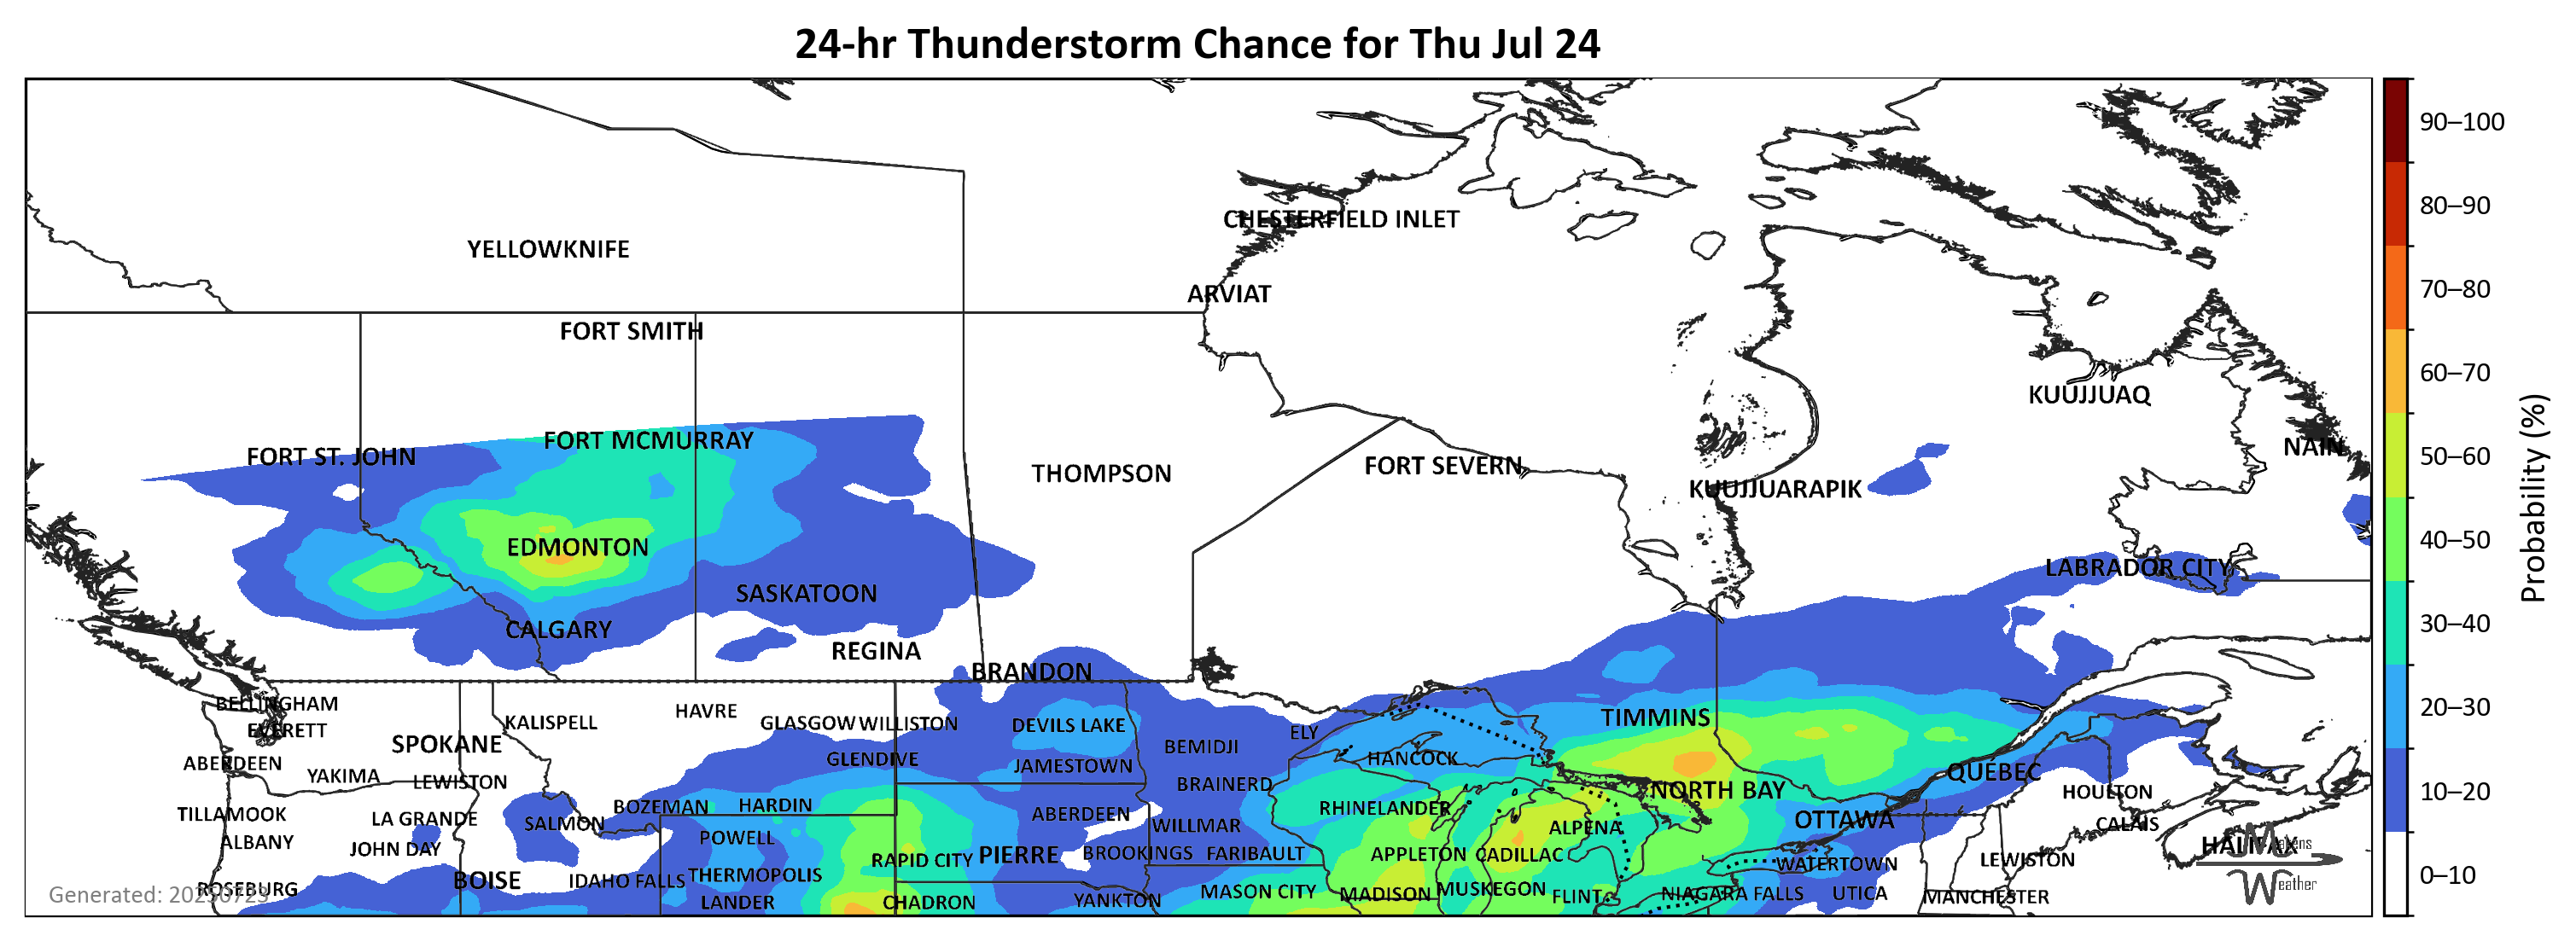 24-hr Thunderstorm Chance for Thu Jul 24
90–100
80–90
CHESTERFIELD INLET
YELLOWKNIFE
70–80
ARVIAT
FORT SMITH
60–70
KUUJJUAQ
FORT MCMURRAY
NAIN
50–60
FORT ST. JOHN
FORT SEVERN
THOMPSON
KUUJJUARAPIK
Probability (%)
40–50
EDMONTON
LABRADOR CITY
SASKATOON
30–40
CALGARY
REGINA
BRANDON
BELLINGHAM
20–30
HAVRE
TIMMINS
KALISPELL
GLASGOW WILLISTON
DEVILS LAKE
EVERETT
ELY
SPOKANE
BEMIDJI
HANCOCK
GLENDIVE
ABERDEEN
JAMESTOWN
QUÉBEC
YAKIMA
LEWISTON
BRAINERD
NORTH BAY
HOULTON
10–20
BOZEMAN
HARDIN
RHINELANDER
TILLAMOOK
ABERDEEN
LA GRANDE
OTTAWA
SALMON
WILLMAR
ALPENA
CALAIS
POWELL
ALBANY
HALIFAX
Makens
JOHN DAY
BROOKINGS
FARIBAULT
APPLETON
CADILLAC
PIERRE
RAPID CITY
LEWISTON
WATERTOWN
THERMOPOLIS
0–10
BOISE
IDAHO FALLS
Weather
ROSEBURG
MUSKEGON
MASON CITY
MADISON
NIAGARA FALLS
UTICA
Generated: 20250723
FLINT
MANCHESTER
YANKTON
LANDER
CHADRON